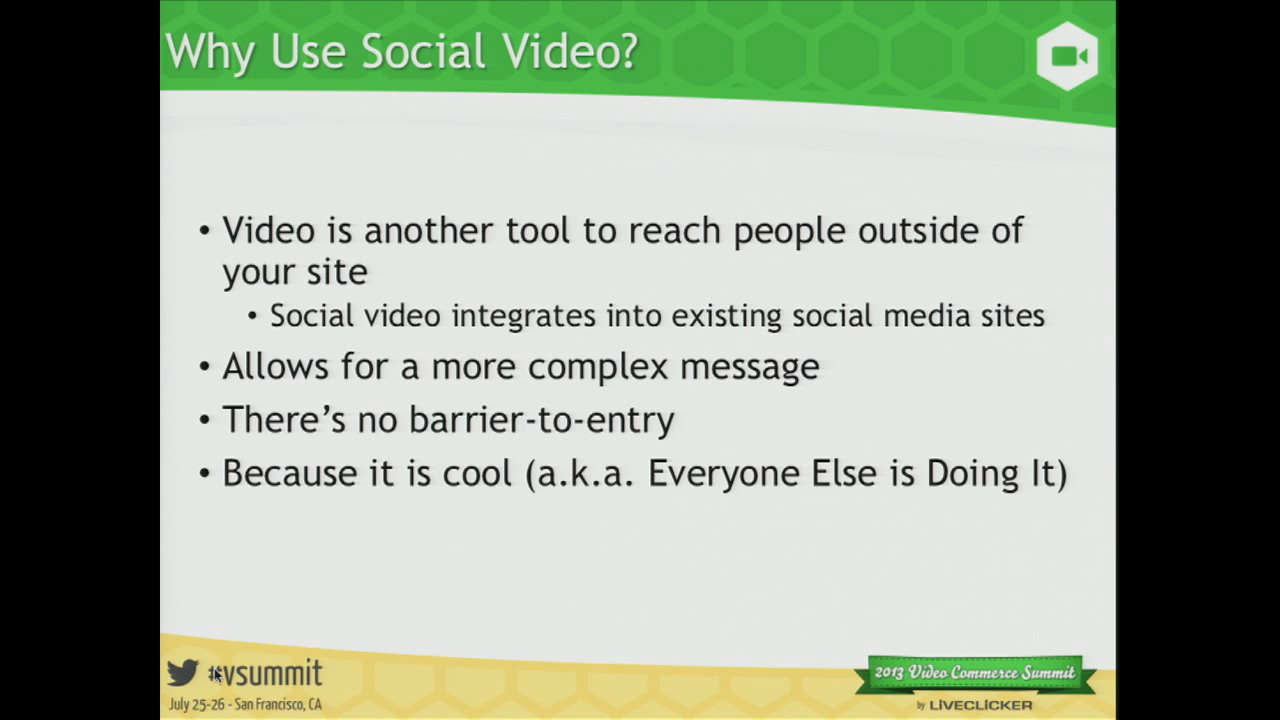 Why Use Social Video?
• Video is another tool to reach people outside of
your site
• Social video integrates into existing social media sites
• Allows for a more complex message
• There's no barrier-to-entry
• Because it is cool (a.k.a. Everyone Else is Doing It)
#vsummit
July 25-26 - San Francisco, CA
2013 Video Commerce Summit
by LIVECLICKER